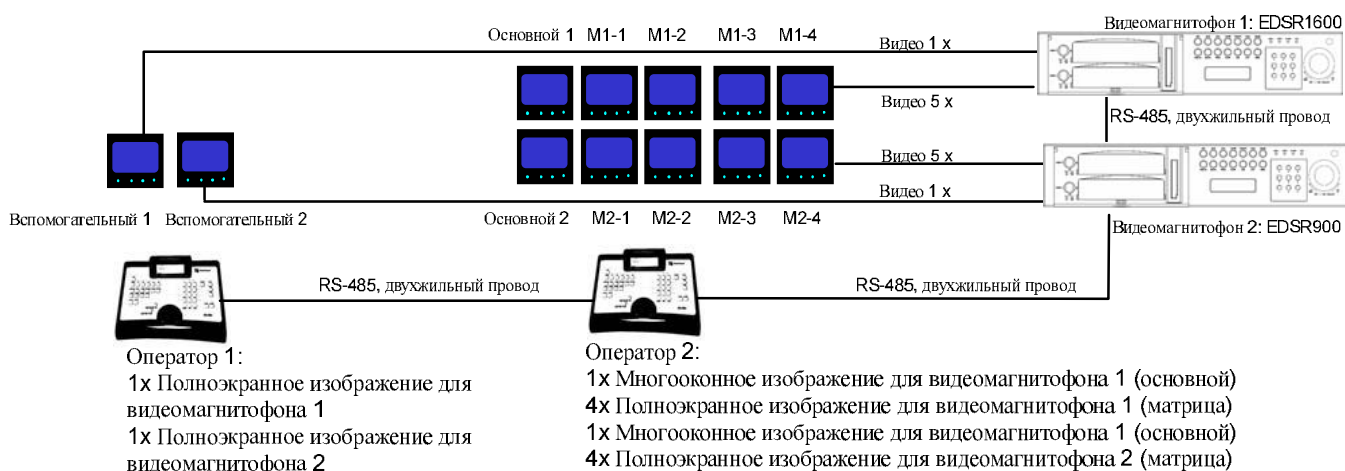 Видеомагнитофон 1: EDSR1600
Основной 1 M1-1 M1-2 M1-3 M1-4
Видео 1 x
Видео 5 x
RS-485, двухжильный провод
Видео 5 x
Видео 1 x
Вспомогательный 1 Вспомогательный 2
Основной 2 M2-1 M2-2 M2-3 M2-4
Видеомагнитофон 2: EDSR900
RS-485, двухжильный провод
RS-485, двухжильный провод
Оператор 1:
1x Полноэкранное изображение для
видеомагнитофона 1
1x Полноэкранное изображение для
видеомагнитофона 2
Оператор 2:
1x Многооконное изображение для видеомагнитофона 1 (основной)
4x Полноэкранное изображение для видеомагнитофона 1 (матрица)
1x Многооконное изображение для видеомагнитофона 1 (основной)
4x Полноэкранное изображение для видеомагнитофона 2 (матрица)